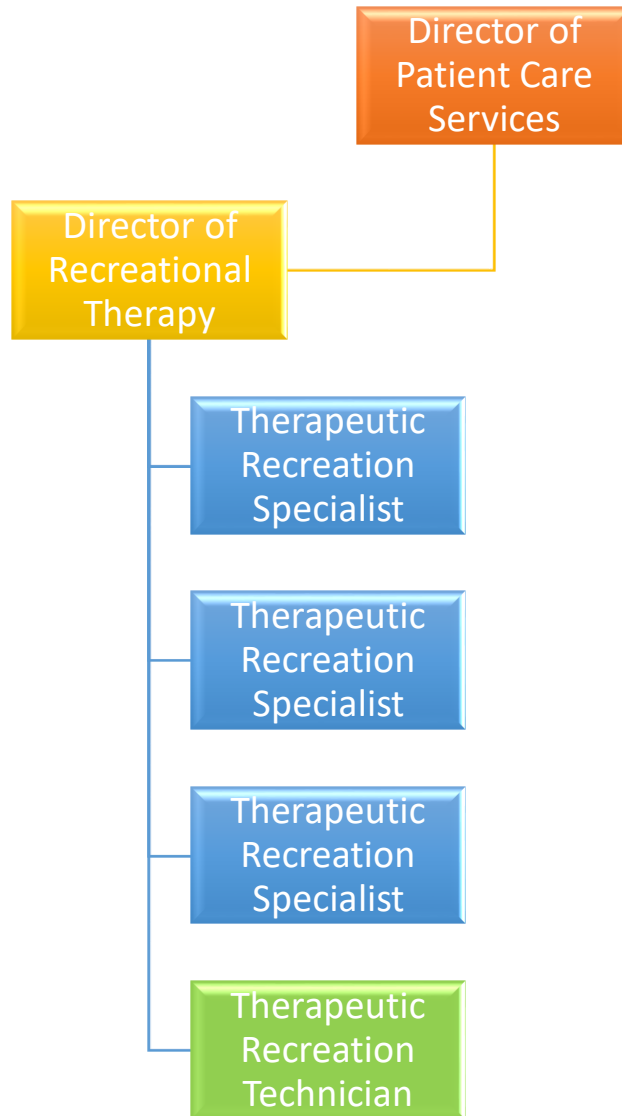 Director of
Patient Care
Services
Director of
Recreational
Therapy
Therapeutic
Recreation
Specialist
Therapeutic
Recreation
Specialist
Therapeutic
Recreation
Specialist
Therapeutic
Recreation
Technician